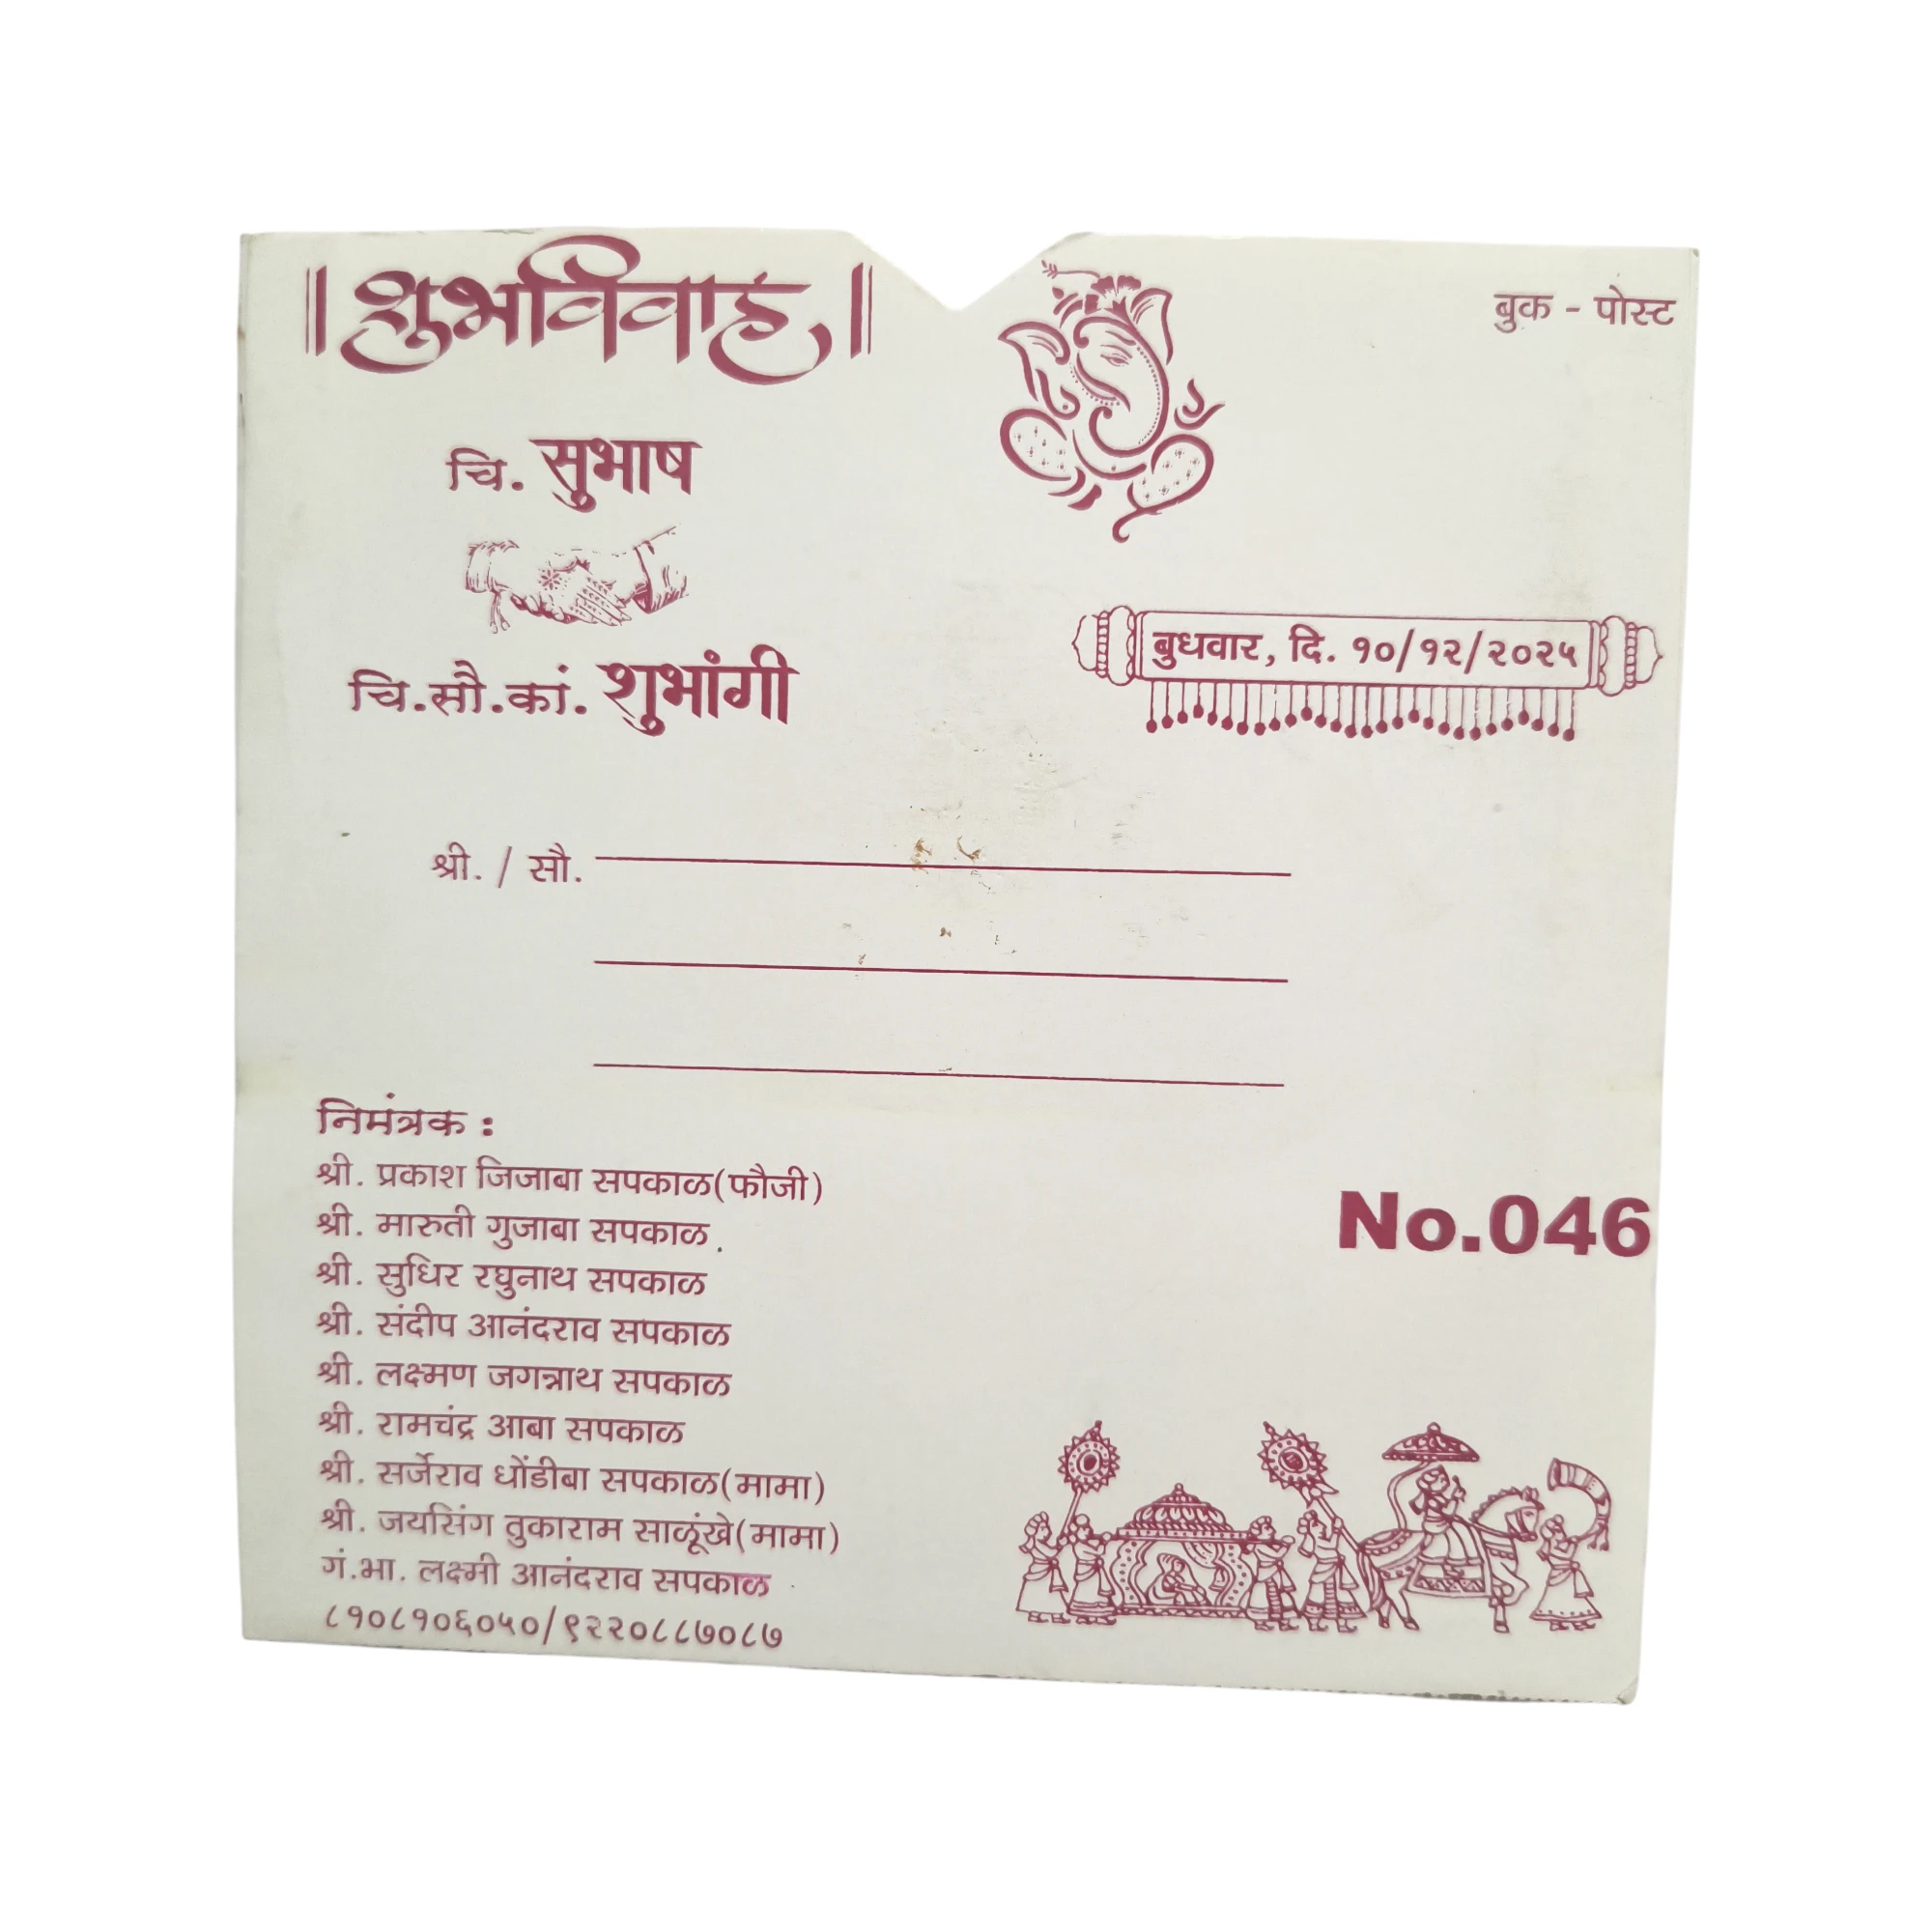 ॥ शुभविवाह ॥
बुक - पोस्ट
चि. सुभाष
चि.सौ.कां. शुभांगी
बुधवार, दि. १०/१२/२०२५
श्री. / सौ.
निमंत्रक :
श्री. प्रकाश जिजाबा सपकाळ(फौजी)
श्री. मारुती गुजाबा सपकाळ
श्री. सुधिर रघुनाथ सपकाळ
श्री. संदीप आनंदराव सपकाळ
श्री. लक्ष्मण जगन्नाथ सपकाळ
श्री. रामचंद्र आबा सपकाळ
श्री. सर्जेराव धोंडीबा सपकाळ(मामा)
श्री. जयसिंग तुकाराम साळूंखे(मामा)
गं.भा. लक्ष्मी आनंदराव सपकाळ
८१०८१०६०५०/९२२०८८७०८७
No.046